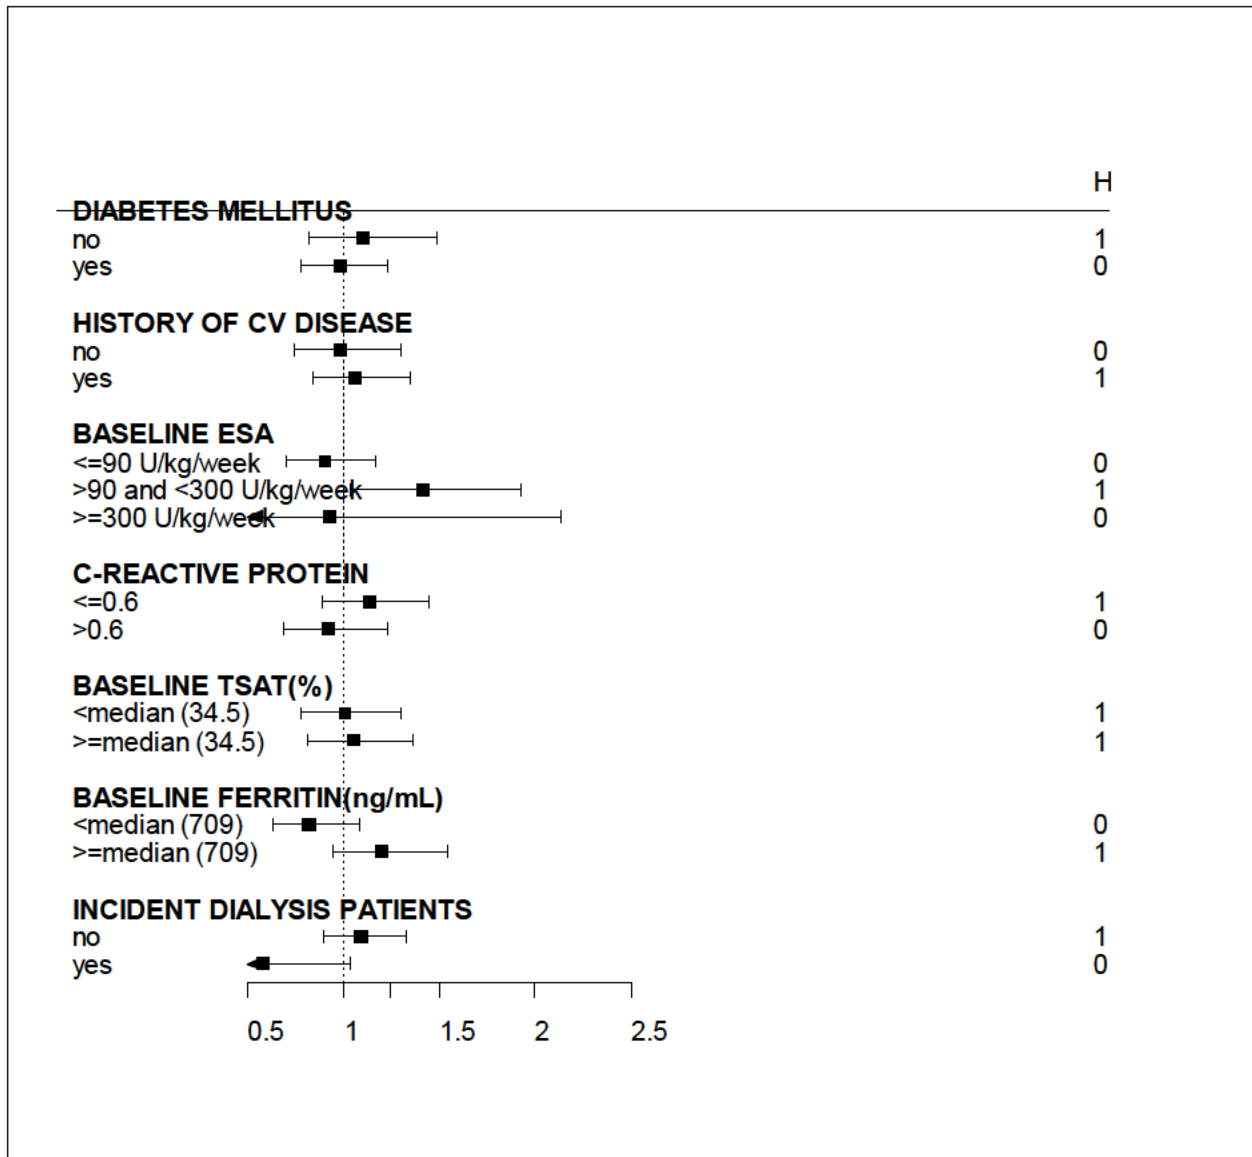 H
DIABETES MELLITUS
no 1
yes 0
HISTORY OF CV DISEASE
no 0
yes 1
BASELINE ESA
<=90 U/kg/week 0
>90 and <300 U/kg/week 1
>=300 U/kg/week 0
C-REACTIVE PROTEIN
<=0.6 1
>0.6 0
BASELINE TSAT(%)
<median (34.5) 1
>=median (34.5) 1
BASELINE FERRITIN(ng/mL)
<median (709) 0
>=median (709) 1
INCIDENT DIALYSIS PATIENTS
no 1
yes 0
0.5 1 1.5 2 2.5